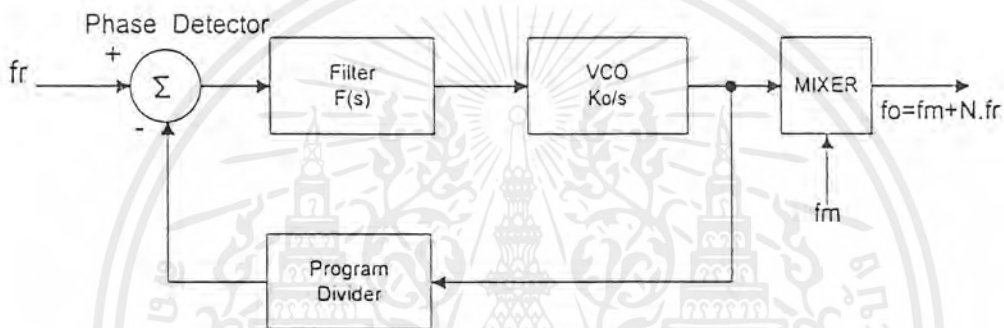 Phase Detector
fr
+
Σ
-
Filter
F(s)
VCO
Ko/s
MIXER
fo=fm+N.fr
fm
Program
Divider